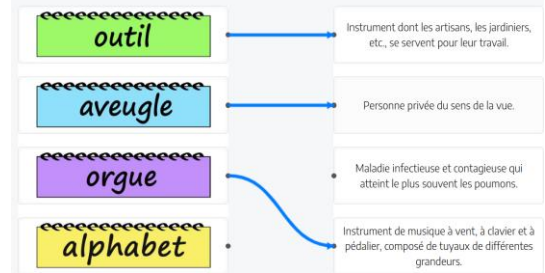 outil
Instrument dont les artisans, les jardiniers,
etc., se servent pour leur travail.
aveugle
Personne privée du sens de la vue.
orgue
Maladie infectieuse et contagieuse qui
atteint le plus souvent les poumons.
alphabet
Instrument de musique à vent, à clavier et à
pédalier, composé de tuyaux de différentes
grandeurs.